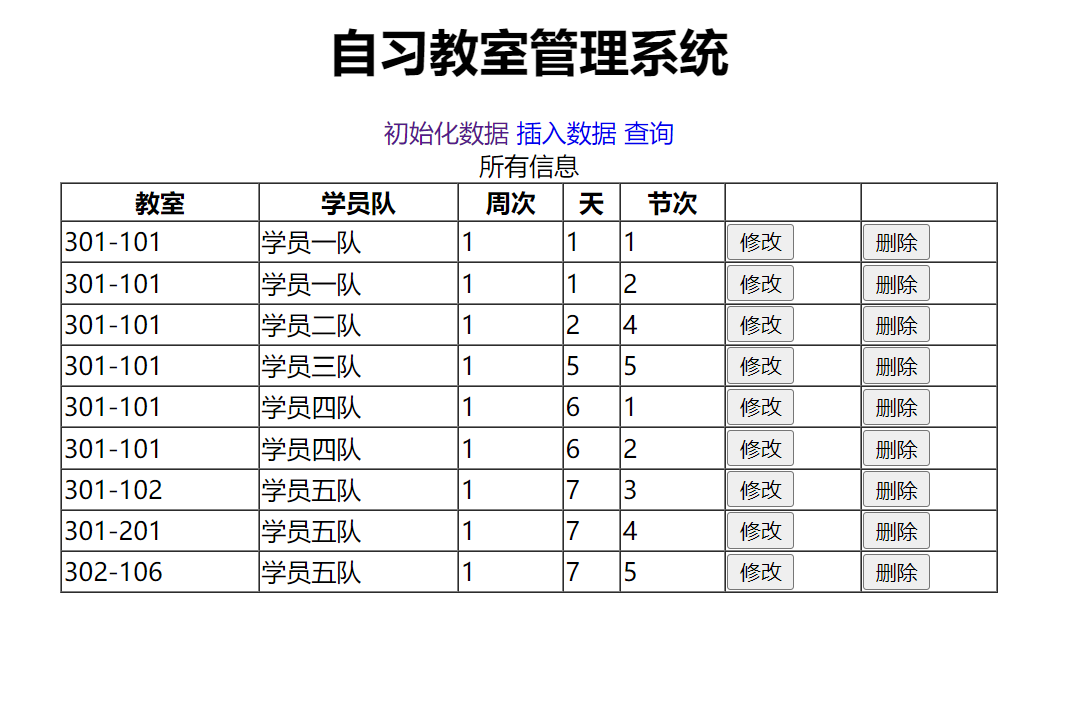 自习教室管理系统
初始化数据 插入数据 查询
所有信息
教室 学员队 周次 天 节次
301-101 学员一队 1 1 1 修改 删除
301-101 学员一队 1 1 2 修改 删除
301-101 学员二队 1 2 4 修改 删除
301-101 学员三队 1 5 5 修改 删除
301-101 学员四队 1 6 1 修改 删除
301-101 学员四队 1 6 2 修改 删除
301-102 学员五队 1 7 3 修改 删除
301-201 学员五队 1 7 4 修改 删除
302-106 学员五队 1 7 5 修改 删除